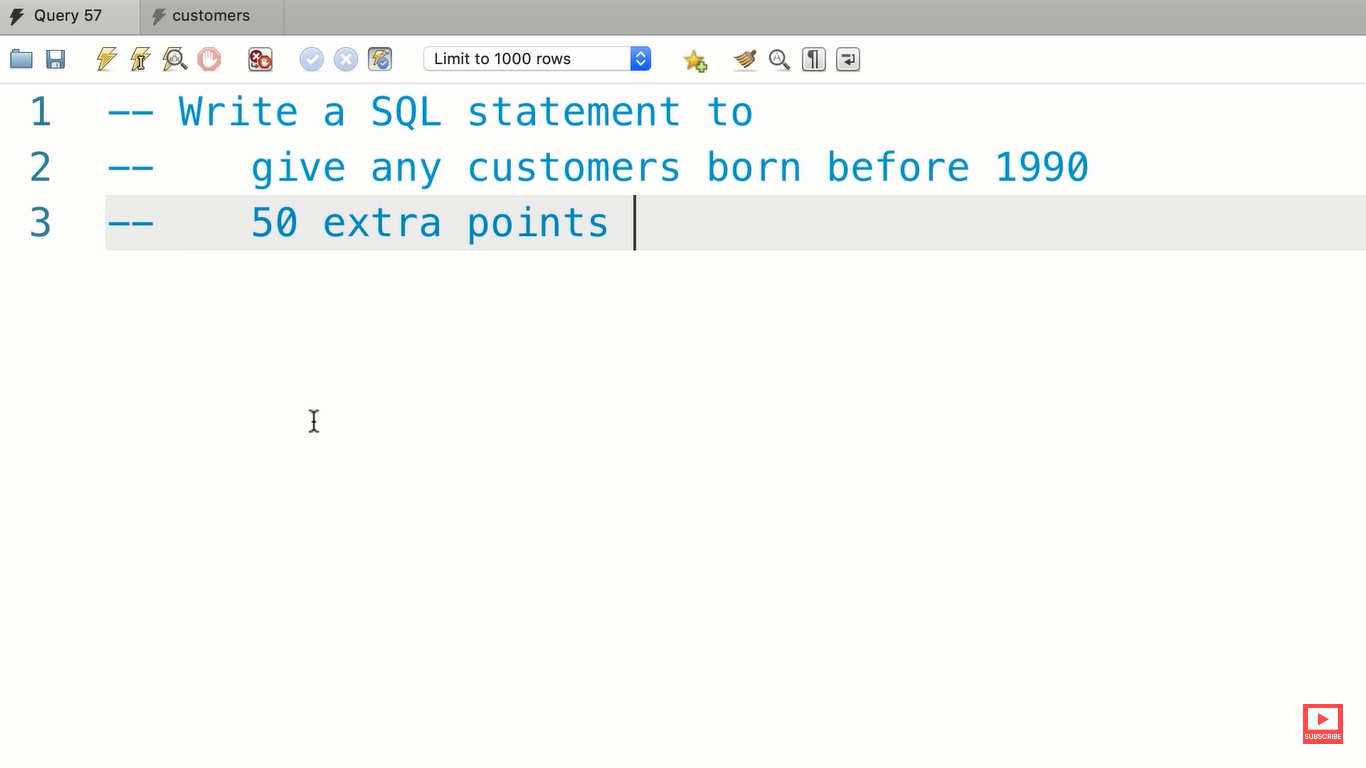 Query 57
customers
Limit to 1000 rows
1 -- Write a SQL statement to
2 --    give any customers born before 1990
3 --    50 extra points
SUBSCRIBE